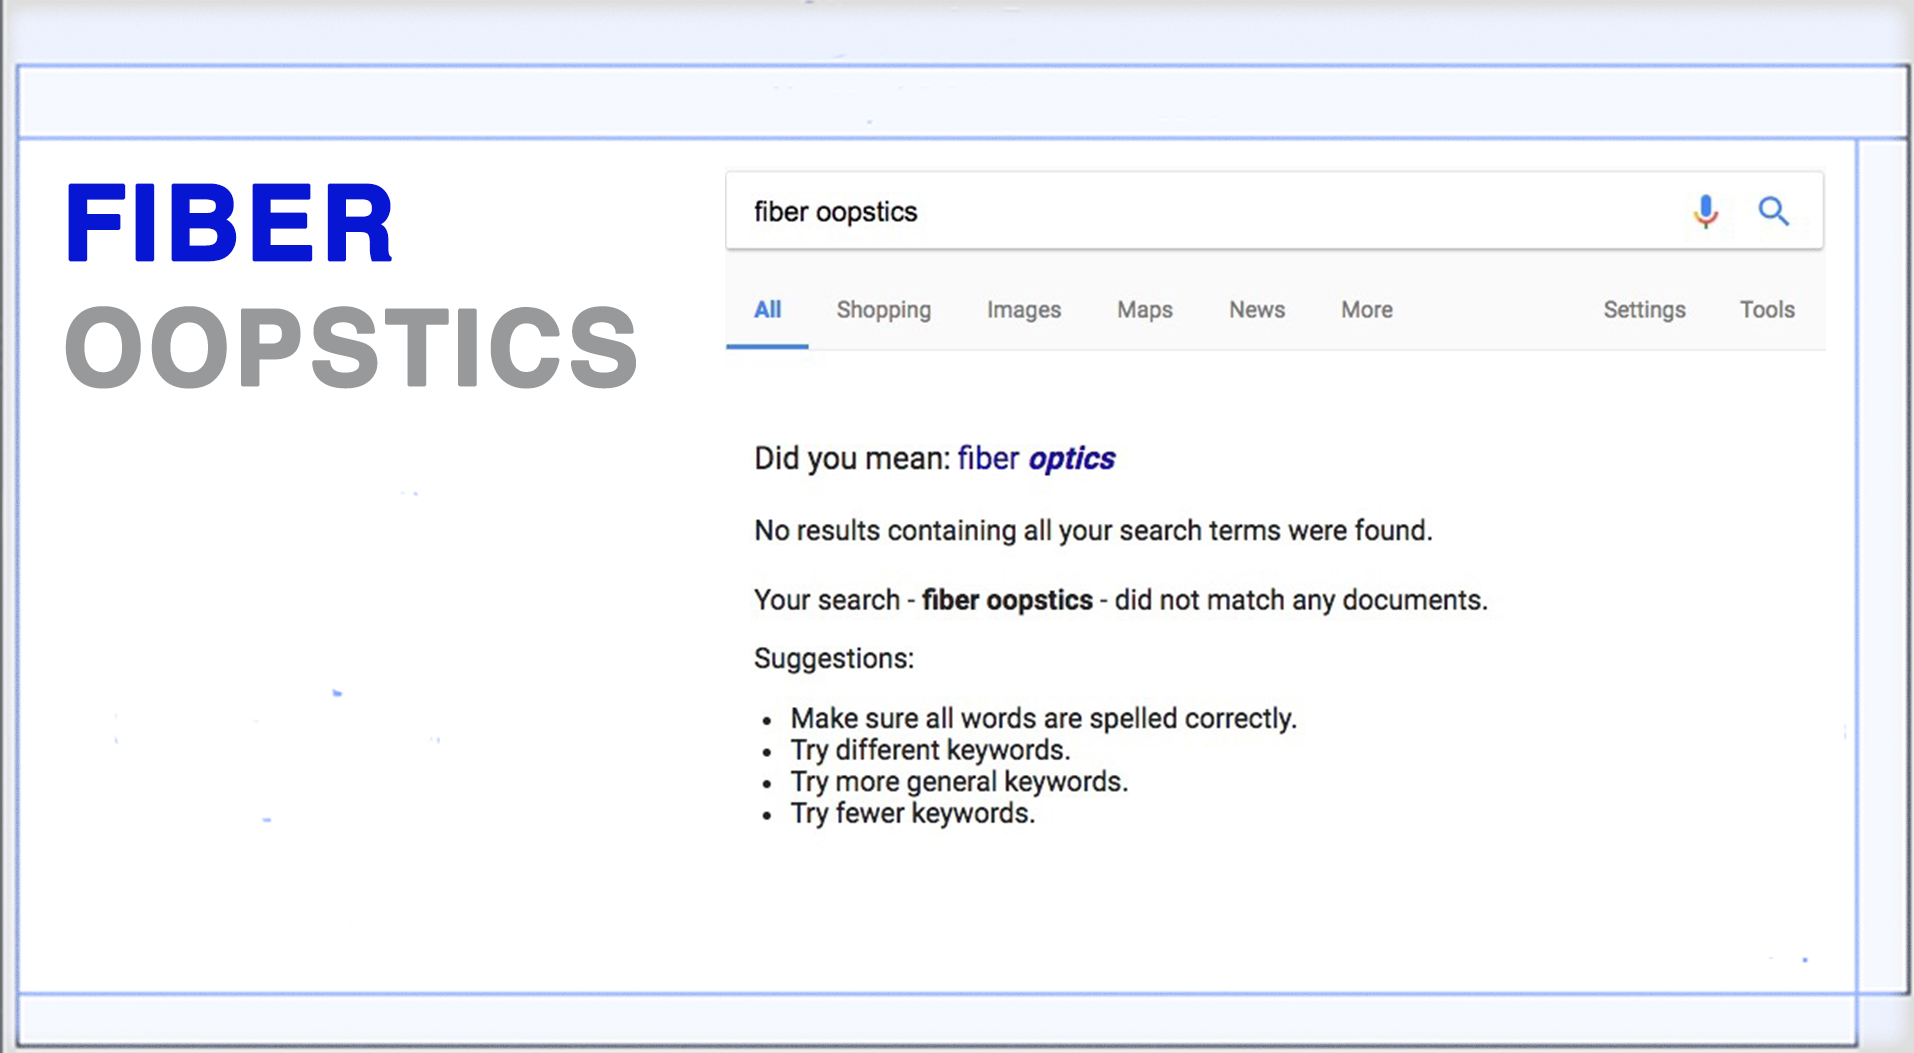 FIBER
OOPSTICS
fiber oopstics
All Shopping Images Maps News More Settings Tools
Did you mean: fiber optics
No results containing all your search terms were found.
Your search - fiber oopstics - did not match any documents.
Suggestions:
• Make sure all words are spelled correctly.
• Try different keywords.
• Try more general keywords.
• Try fewer keywords.